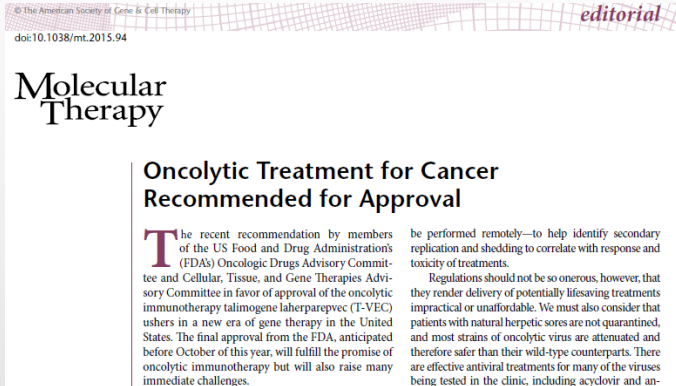 © The American Society of Gene & Cell Therapy
editorial
doi:10.1038/mt.2015.94
Molecular
Therapy
Oncolytic Treatment for Cancer
Recommended for Approval
The recent recommendation by members
of the US Food and Drug Administration's
(FDA's) Oncologic Drugs Advisory Commit-
tee and Cellular, Tissue, and Gene Therapies Advi-
sory Committee in favor of approval of the oncolytic
immunotherapy talimogene laherparepvec (T-VEC)
ushers in a new era of gene therapy in the United
States. The final approval from the FDA, anticipated
before October of this year, will fulfill the promise of
oncolytic immunotherapy but will also raise many
immediate challenges.
be performed remotely—to help identify secondary
replication and shedding to correlate with response and
toxicity of treatments.
Regulations should not be so onerous, however, that
they render delivery of potentially lifesaving treatments
impractical or unaffordable. We must also consider that
patients with natural herpetic sores are not quarantined,
and most strains of oncolytic virus are attenuated and
therefore safer than their wild-type counterparts. There
are effective antiviral treatments for many of the viruses
being tested in the clinic, including acyclovir and an-